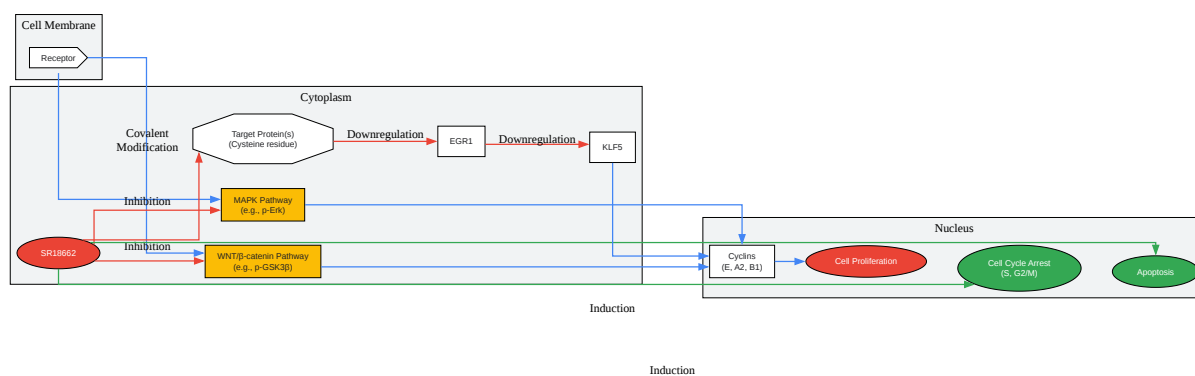 Cell Membrane
Receptor
Cytoplasm
Covalent
Modification
Target Protein(s)
(Cysteine residue)
Downregulation
EGR1
Downregulation
KLF5
Inhibition
MAPK Pathway
(e.g., p-Erk)
SR18662
Inhibition
WNT/β-catenin Pathway
(e.g., p-GSK3β)
Nucleus
Cyclins
(E, A2, B1)
Cell Proliferation
Cell Cycle Arrest
(S, G2/M)
Apoptosis
Induction
Induction